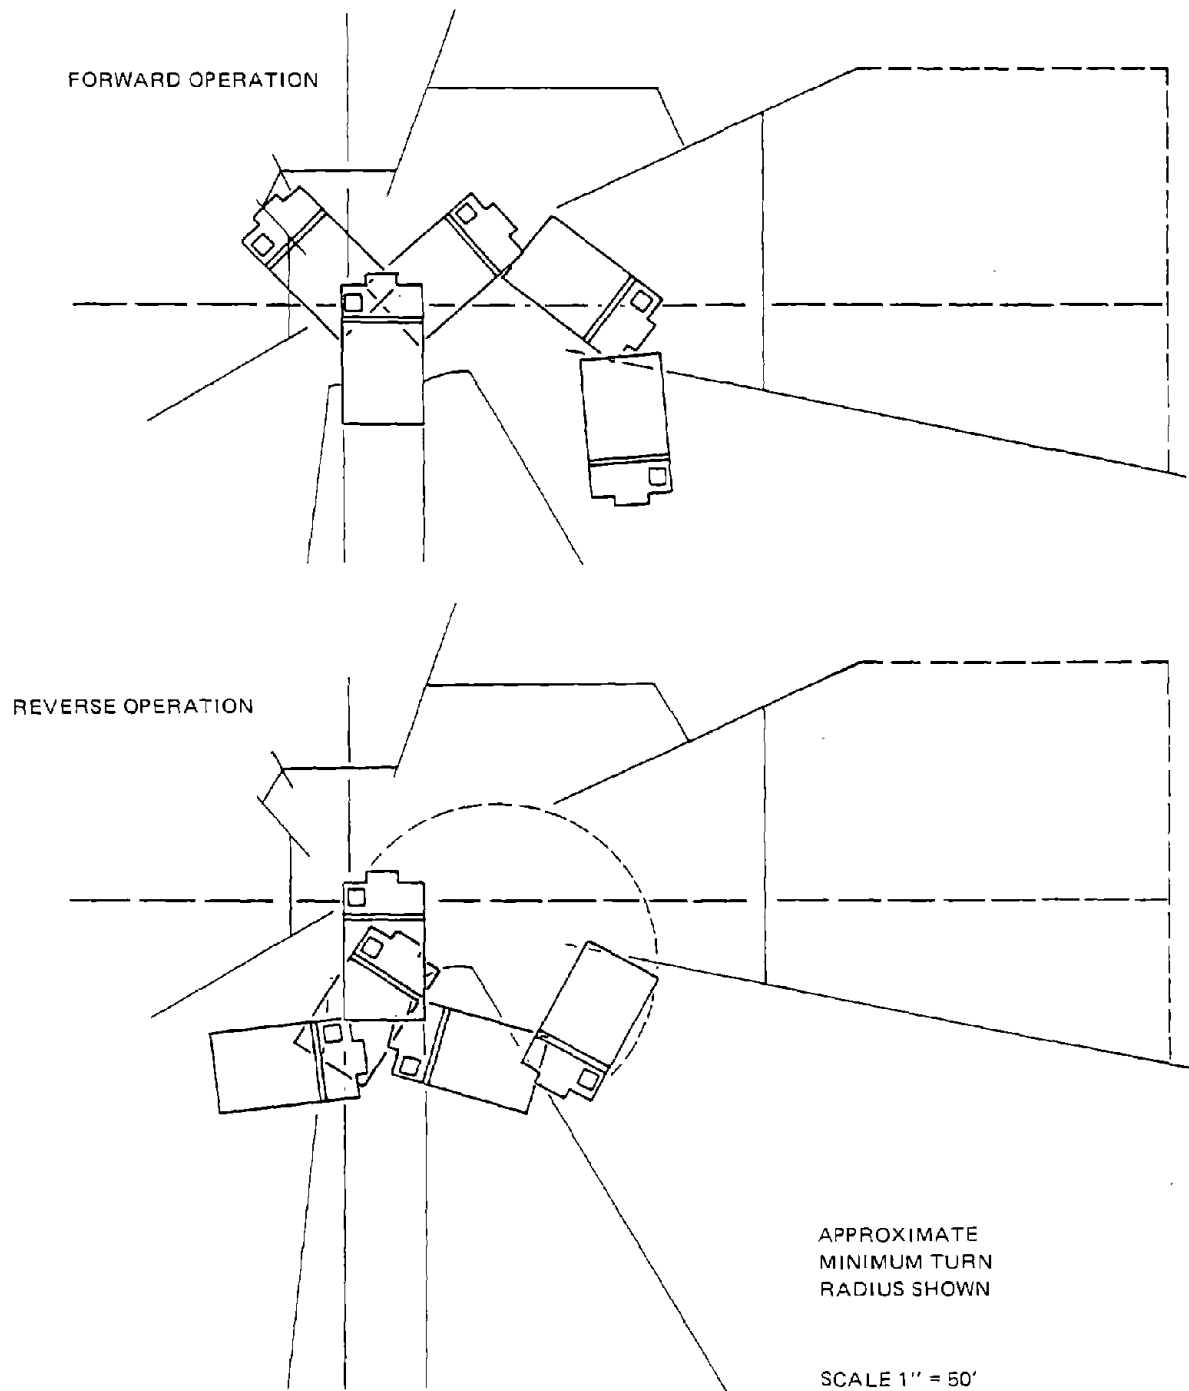 FORWARD OPERATION
REVERSE OPERATION
APPROXIMATE
MINIMUM TURN
RADIUS SHOWN
SCALE 1" = 50'